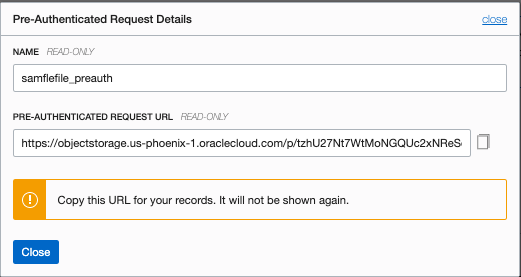 Pre-Authenticated Request Details close
NAME READ-ONLY
samflefile_preauth
PRE-AUTHENTICATED REQUEST URL READ-ONLY
https://objectstorage.us-phoenix-1.oraclecloud.com/p/tzhU27Nt7WtMoNGQUc2xNReS
Copy this URL for your records. It will not be shown again.
Close